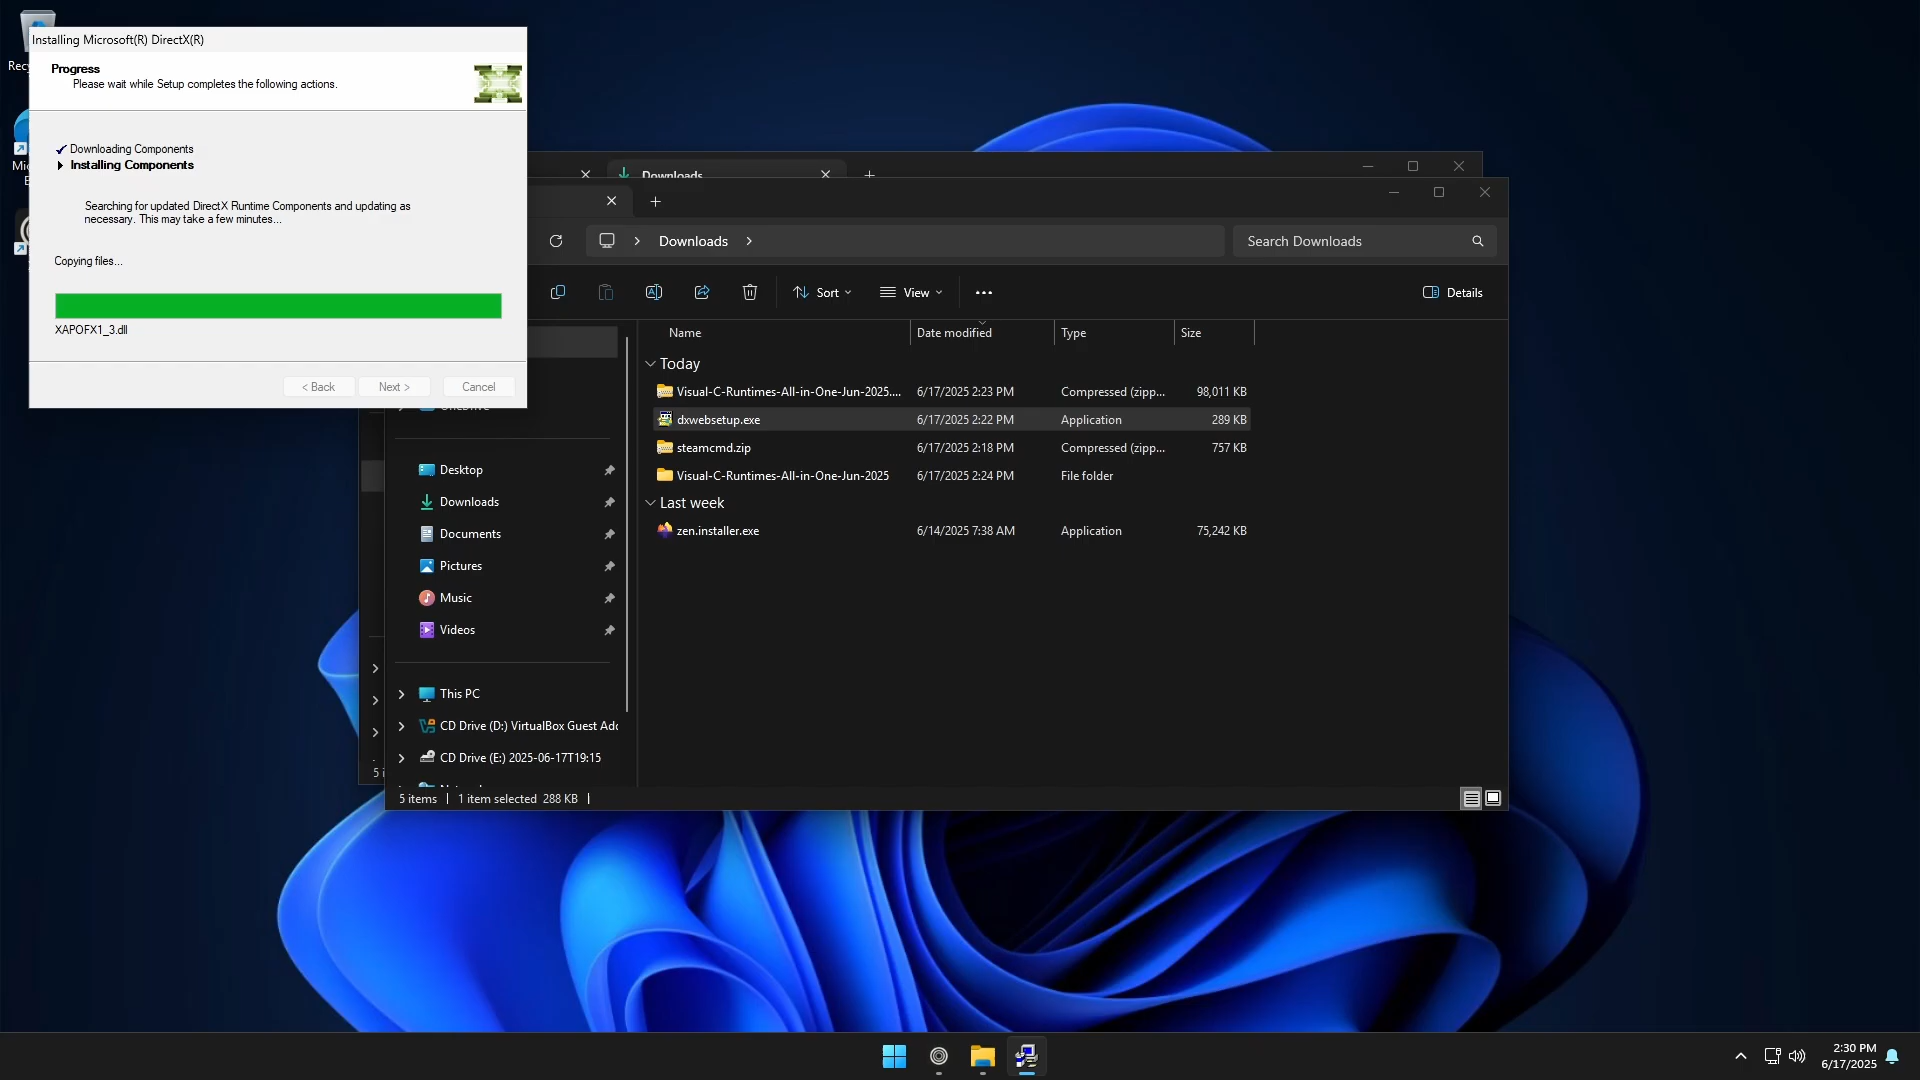 Installing Microsoft(R) DirectX(R)
Progress
Please wait while Setup completes the following actions.
Downloading Components
Installing Components
Searching for updated DirectX Runtime Components and updating as
necessary. This may take a few minutes...
Copying files...
XAPOFX1_3.dll
< Back
Next >
Cancel
Downloads
Downloads
Search Downloads
Sort
View
Details
Name
Date modified
Type
Size
Today
Visual-C-Runtimes-All-in-One-Jun-2025.... 6/17/2025 2:23 PM Compressed (zipp... 98,011 KB
dxwebsetup.exe 6/17/2025 2:22 PM Application 289 KB
steamcmd.zip 6/17/2025 2:18 PM Compressed (zipp... 757 KB
Visual-C-Runtimes-All-in-One-Jun-2025 6/17/2025 2:24 PM File folder
Last week
zen.installer.exe 6/14/2025 7:38 AM Application 75,242 KB
Desktop
Downloads
Documents
Pictures
Music
Videos
This PC
CD Drive (D:) VirtualBox Guest Adc
CD Drive (E:) 2025-06-17T19:15
5 items
1 item selected 288 KB
2:30 PM
6/17/2025